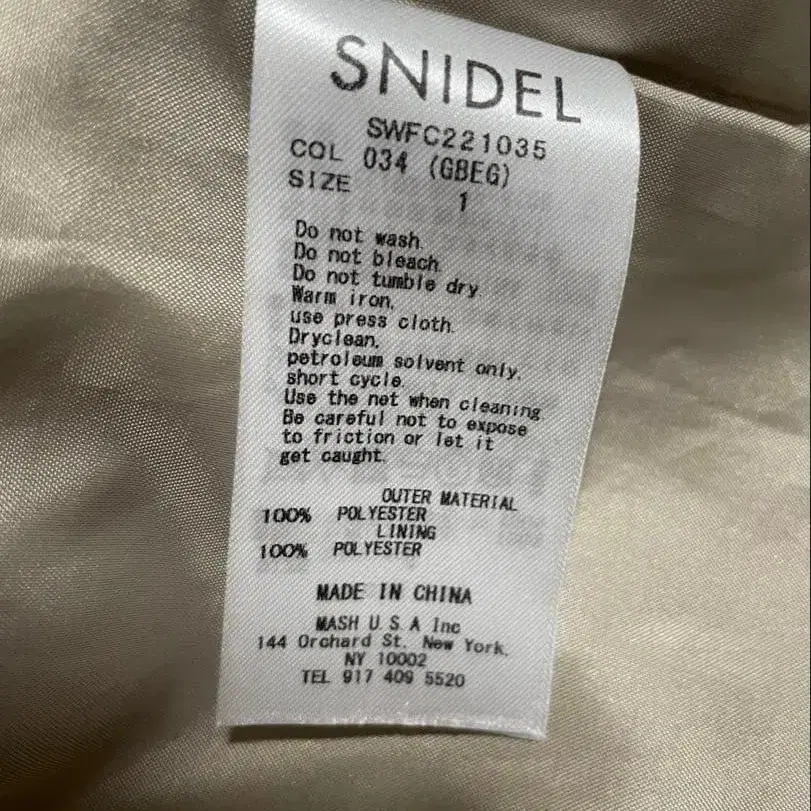 SNIDEL
SWFC221035
COL 034 (GBEG)
SIZE 1
Do not wash.
Do not bleach.
Do not tumble dry.
Warm iron.
use press cloth.
Dryclean.
petroleum solvent only.
short cycle.
Use the net when cleaning.
Be careful not to expose
to friction or let it
get caught.
OUTER MATERIAL
100% POLYESTER
LINING
100% POLYESTER
MADE IN CHINA
MASH U.S.A Inc
144 Orchard St. New York.
NY 10002
TEL 917 409 5520